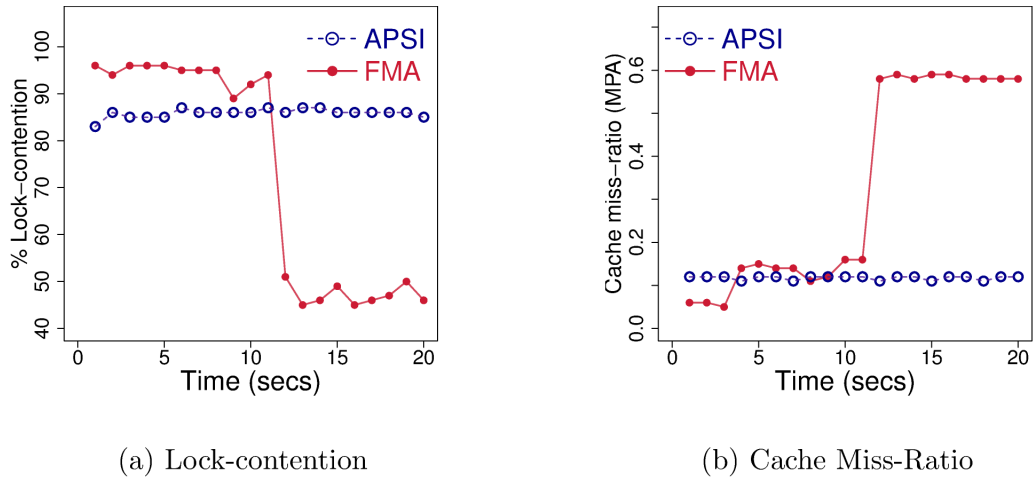 APSI
FMA
% Lock-contention
100
90
80
70
60
50
40
0
5
10
15
20
Time (secs)
(a) Lock-contention
APSI
FMA
Cache miss-ratio (MPA)
0.6
0.4
0.2
0.0
0
5
10
15
20
Time (secs)
(b) Cache Miss-Ratio